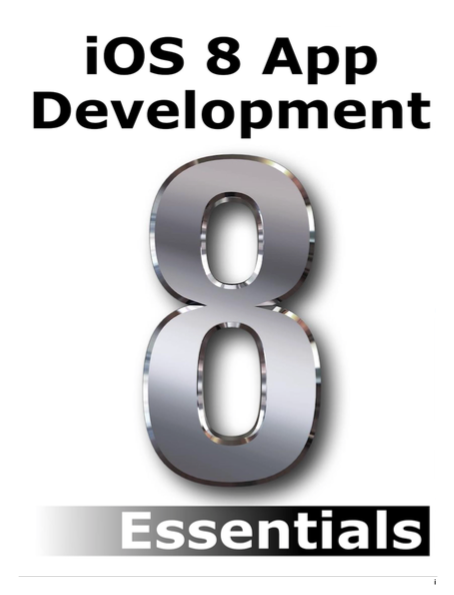 iOS 8 App
Development
8
Essentials
i